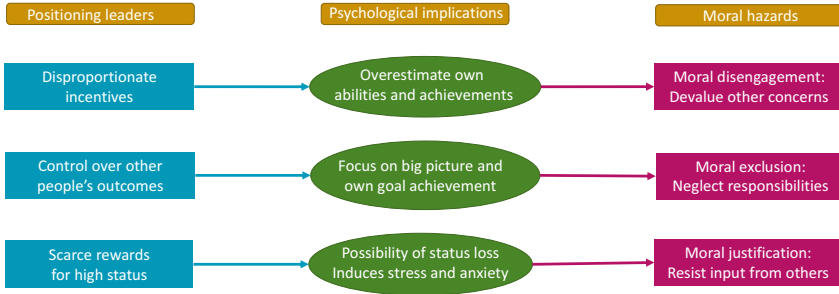 Positioning leaders
Psychological implications
Moral hazards
Disproportionate
incentives
Overestimate own
abilities and achievements
Moral disengagement:
Devalue other concerns
Control over other
people's outcomes
Focus on big picture and
own goal achievement
Moral exclusion:
Neglect responsibilities
Scarce rewards
for high status
Possibility of status loss
Induces stress and anxiety
Moral justification:
Resist input from others